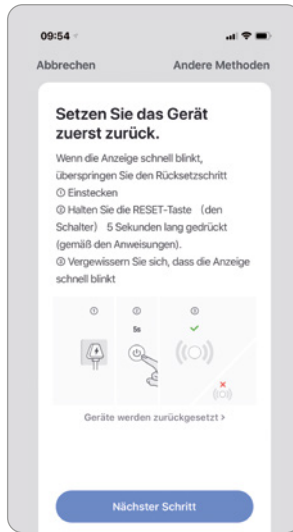 09:54
Abbrechen Andere Methoden
Setzen Sie das Gerät
zuerst zurück.
Wenn die Anzeige schnell blinkt,
überspringen Sie den Rücksetzschritt
① Einstecken
② Halten Sie die RESET-Taste (den
Schalter) 5 Sekunden lang gedrückt
(gemäß den Anweisungen).
③ Vergewissern Sie sich, dass die Anzeige
schnell blinkt
① ② ③
5s
Geräte werden zurückgesetzt >
Nächster Schritt